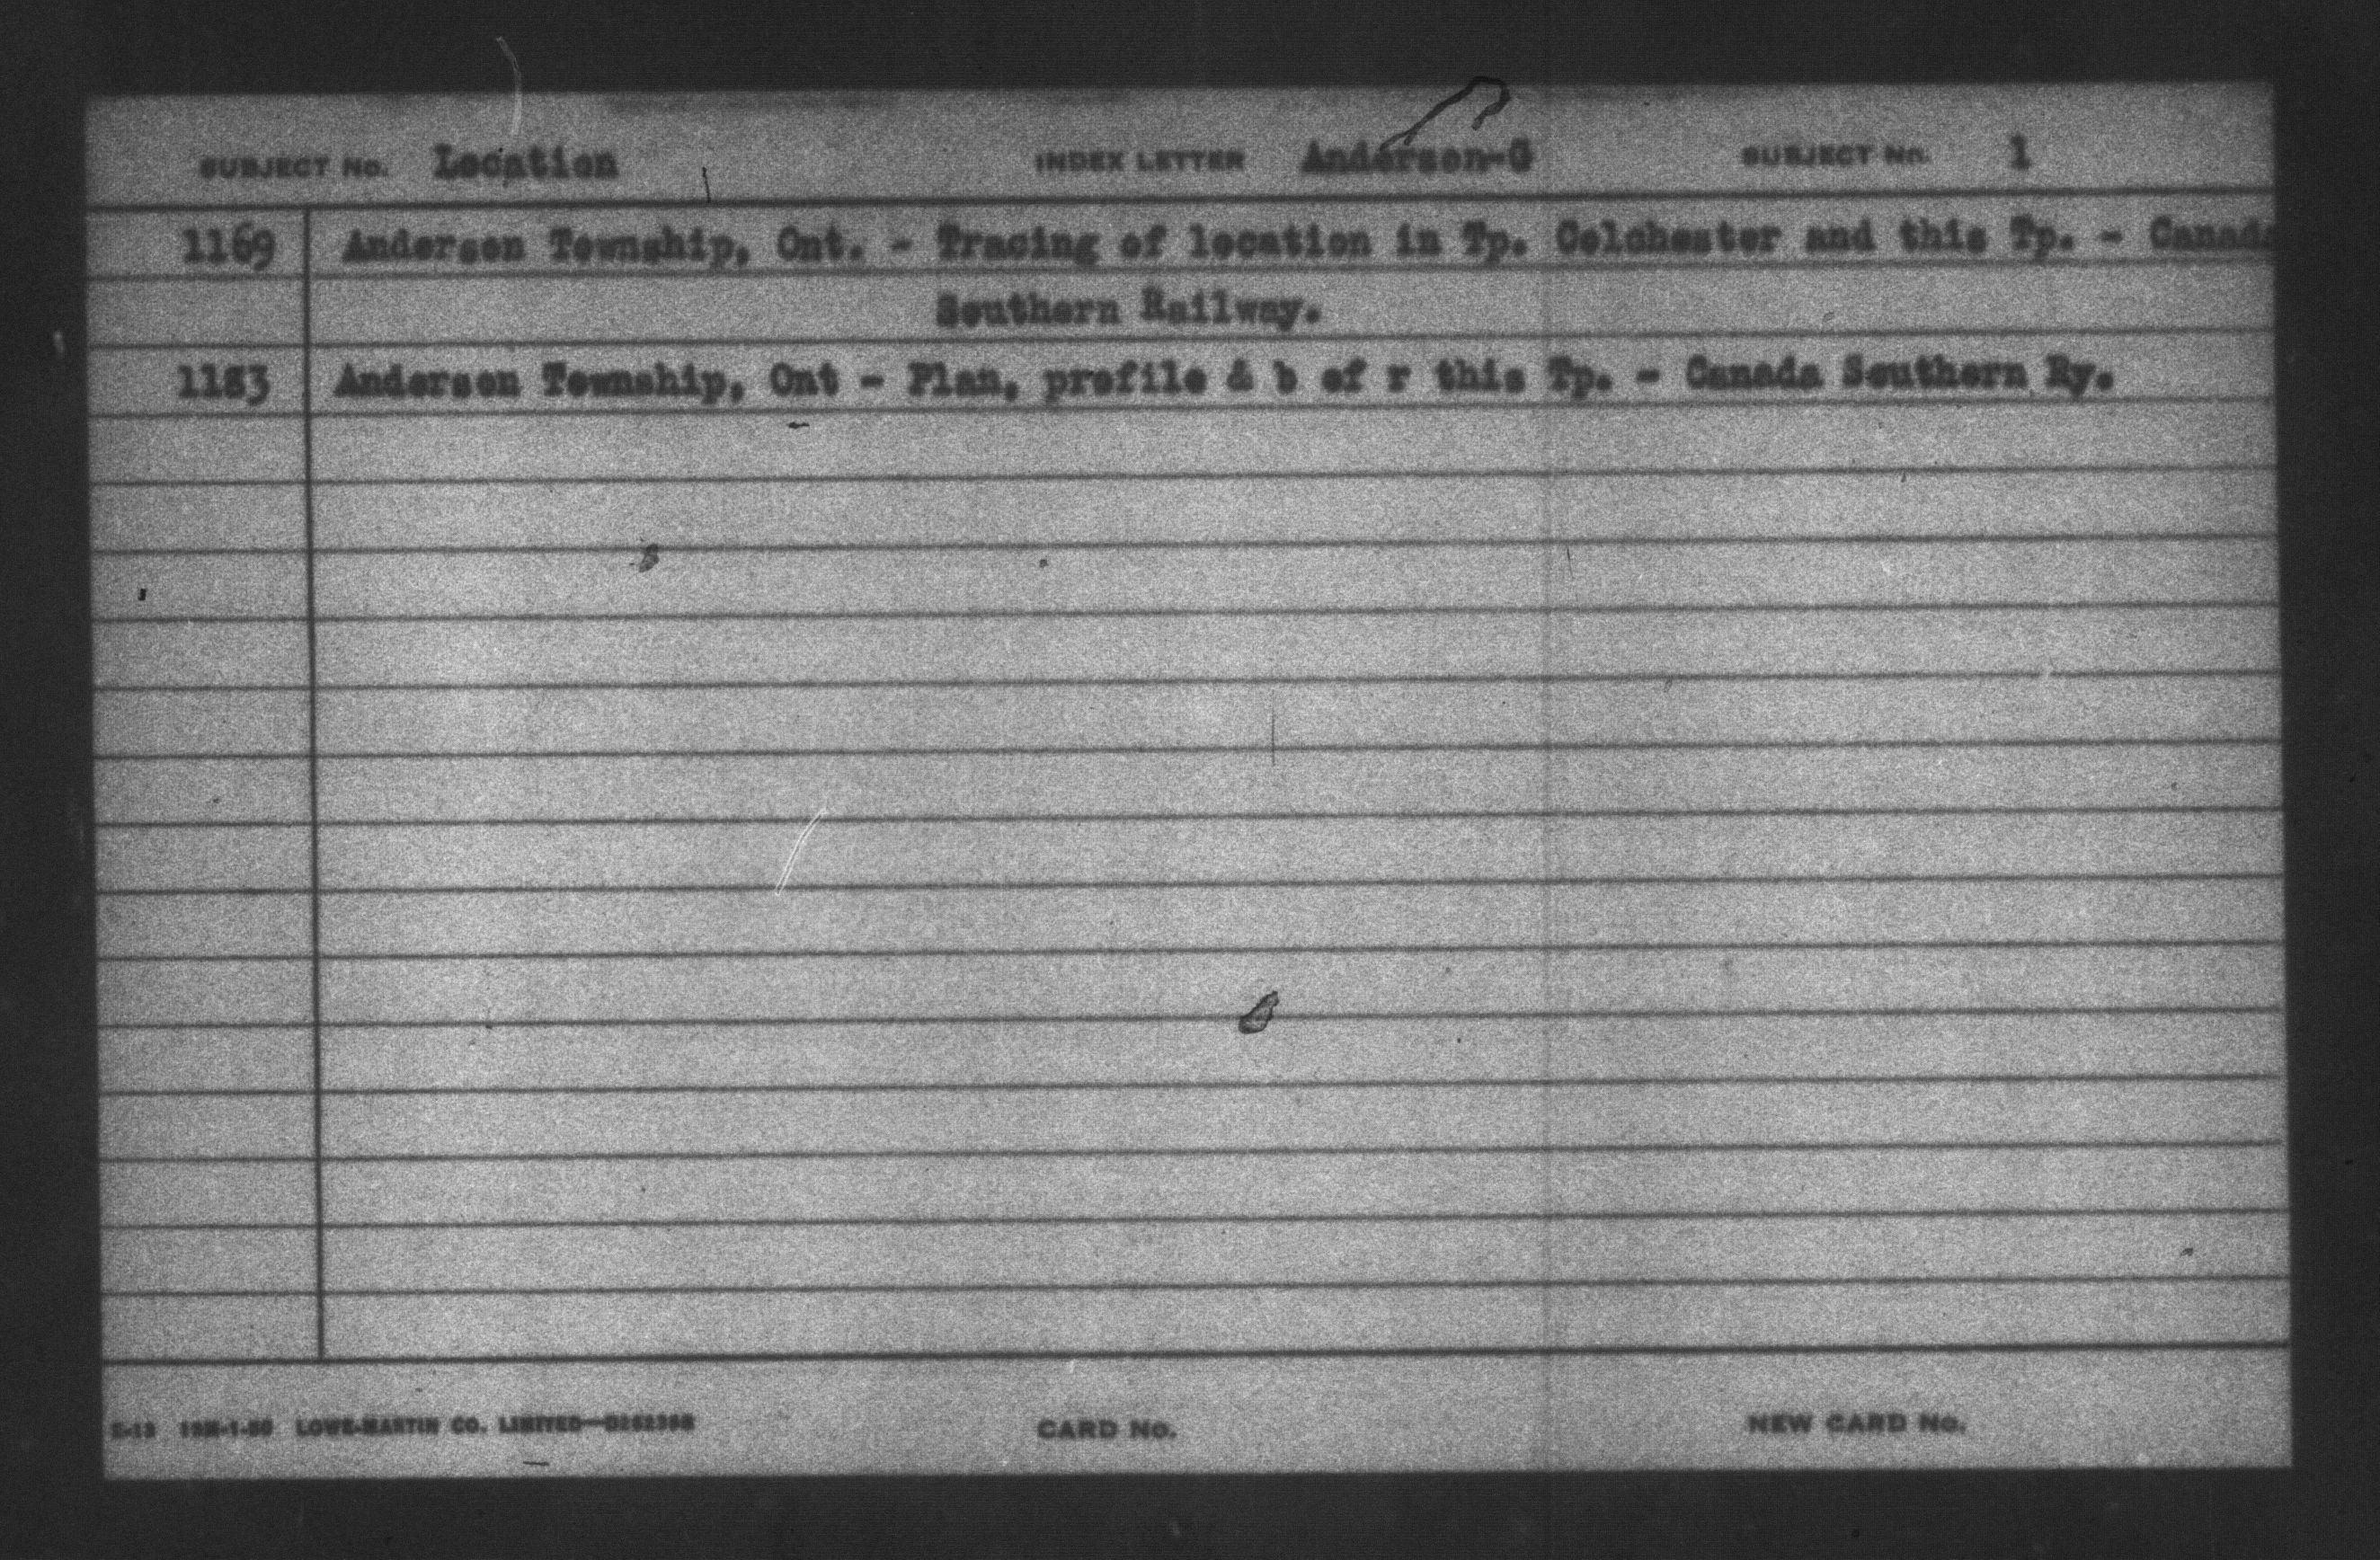 SUBJECT No. Location INDEX LETTER Anderson-G SUBJECT No. 1
1169 Anderson Township, Ont. - Tracing of location in Tp. Colchester and this Tp. - Canada
Southern Railway.
Anderson Township, Ont - Plan, profile & b of r this Tp. - Canada Southern Ry.
LOWE-MARTIN CO. LIMITED CARD No. NEW CARD No.